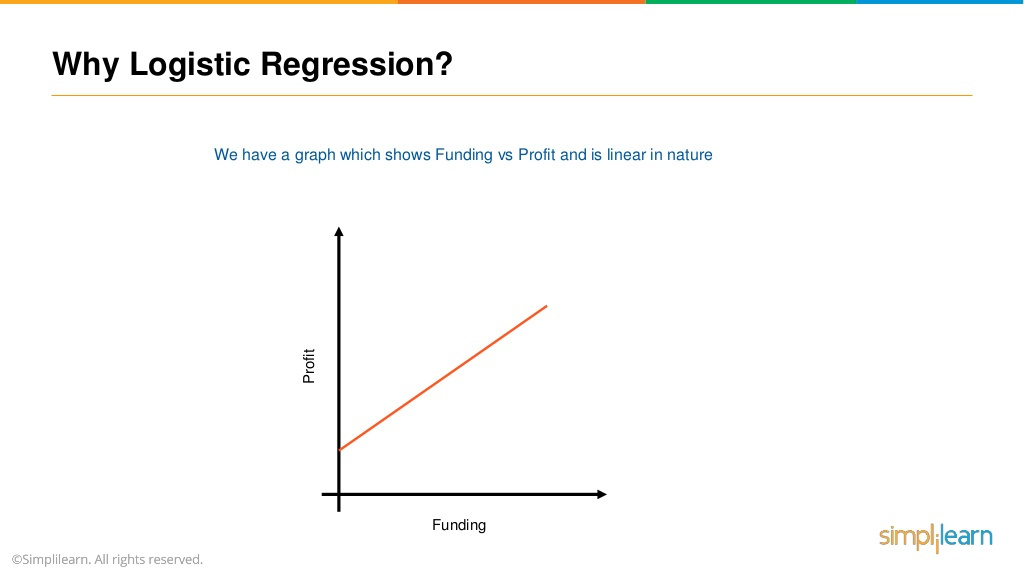 Why Logistic Regression?
We have a graph which shows Funding vs Profit and is linear in nature
Profit
Funding
simplilearn
©Simplilearn. All rights reserved.